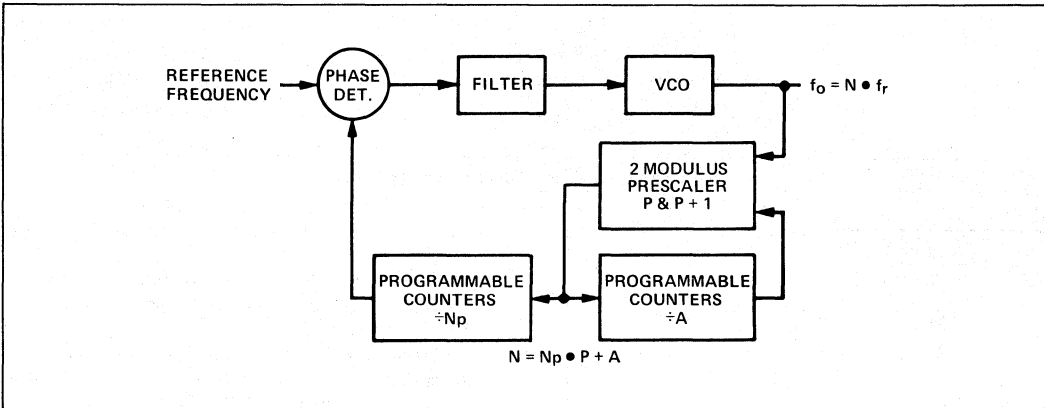 REFERENCE
FREQUENCY
PHASE
DET.
FILTER
VCO
fo = N • fr
2 MODULUS
PRESCALER
P & P + 1
PROGRAMMABLE
COUNTERS
÷Np
PROGRAMMABLE
COUNTERS
÷A
N = Np • P + A